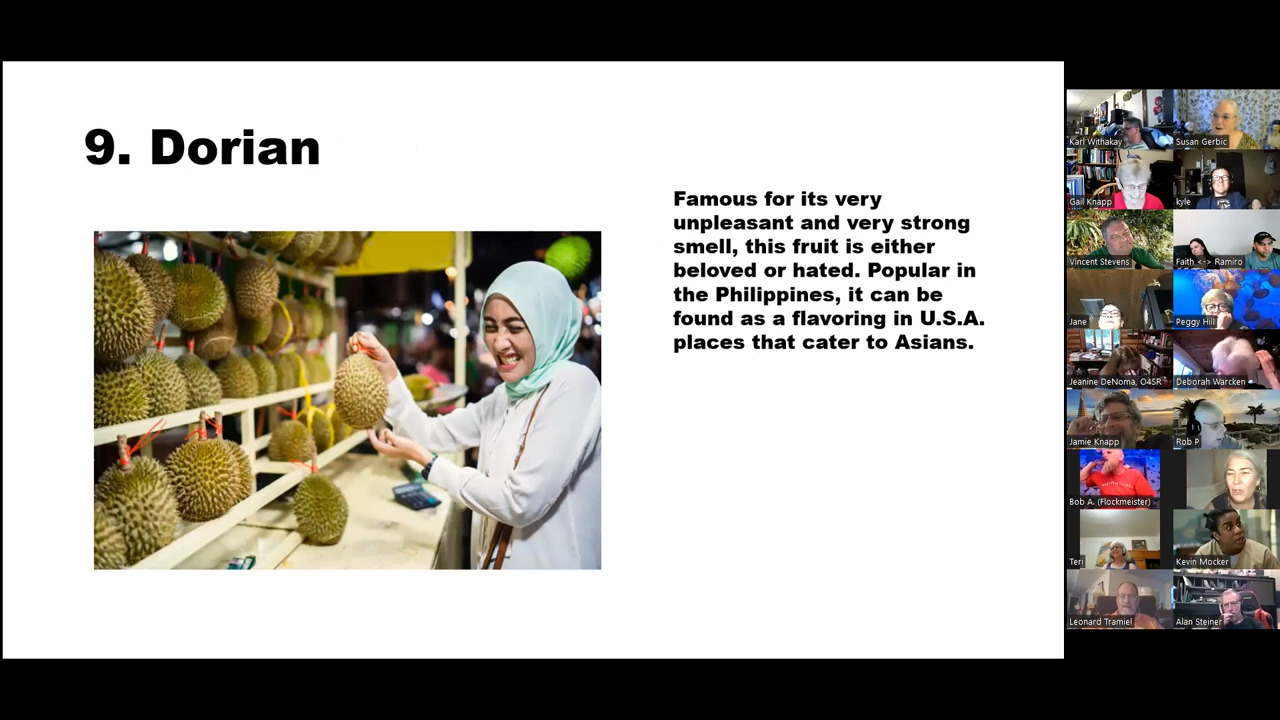 9. Dorian
Famous for its very
unpleasant and very strong
smell, this fruit is either
beloved or hated. Popular in
the Philippines, it can be
found as a flavoring in U.S.A.
places that cater to Asians.
Karl Withakay
Susan Gerbic
Gail Knapp
kyle
Vincent Stevens
Faith <-> Ramiro
Jane
Peggy Hill
Jeanine DeNoma, O4SR
Deborah Warcken
Jamie Knapp
Rob P
Bob A. (Flockmeister)
Teri
Kevin Mocker
Leonard Tramiel
Alan Steiner